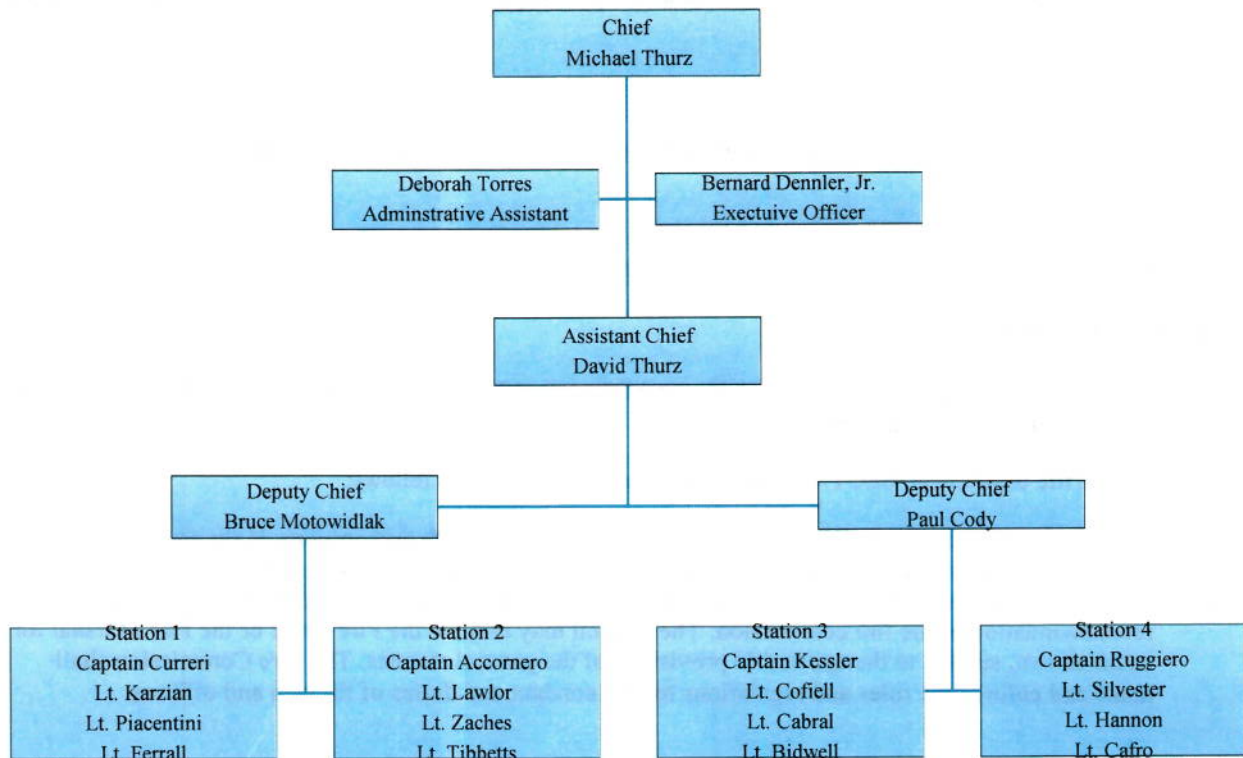 Chief
Michael Thurz
Deborah Torres
Adminstrative Assistant
Bernard Dennler, Jr.
Exectuive Officer
Assistant Chief
David Thurz
Deputy Chief
Bruce Motowidlak
Deputy Chief
Paul Cody
Station 1
Captain Curreri
Lt. Karzian
Lt. Piacentini
Lt. Ferrall
Station 2
Captain Accornero
Lt. Lawlor
Lt. Zaches
Lt. Tibbetts
Station 3
Captain Kessler
Lt. Cofiell
Lt. Cabral
Lt. Bidwell
Station 4
Captain Ruggiero
Lt. Silvester
Lt. Hannon
Lt. Cafro